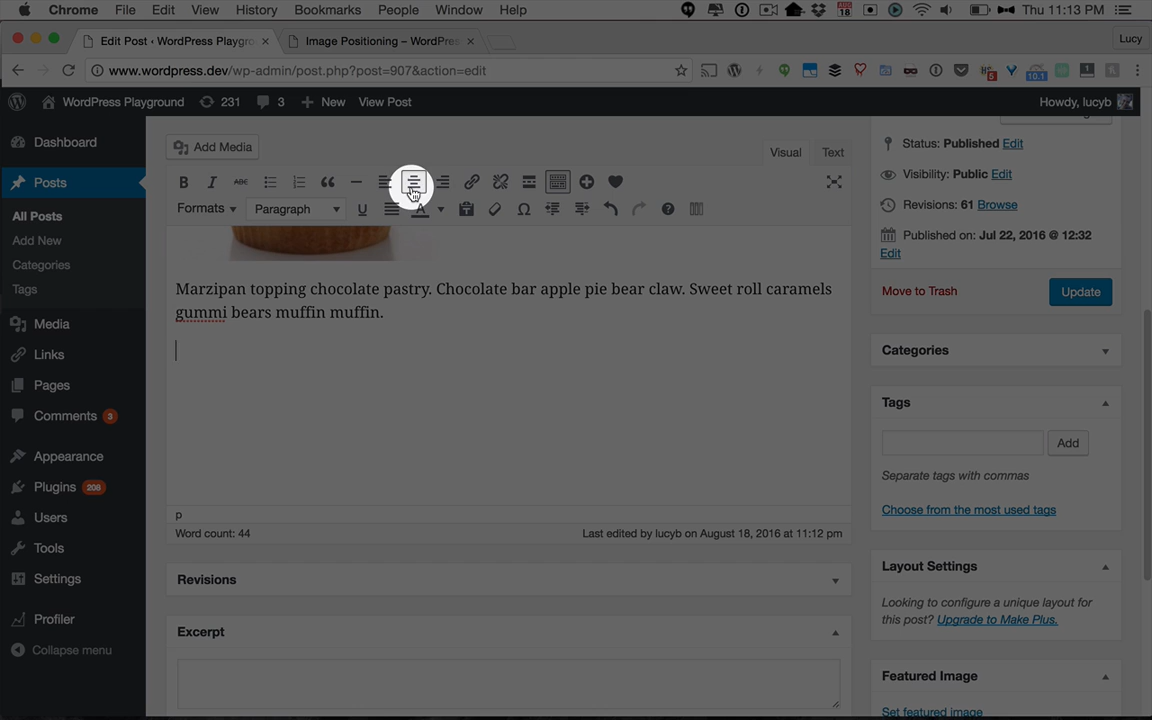 Chrome File Edit View History Bookmarks People Window Help AUG 18 Thu 11:13 PM
Edit Post ‹ WordPress Playgro × Image Positioning – WordPre × Lucy
www.wordpress.dev/wp-admin/post.php?post=907&action=edit 5 10.1 1
WordPress Playground 231 3 New View Post Howdy, lucyb
Dashboard
Posts
All Posts
Add New
Categories
Tags
Media
Links
Pages
Comments 3
Appearance
Plugins 208
Users
Tools
Settings
Profiler
Collapse menu
Add Media Visual Text
B I ABC
Formats Paragraph U A Ω
Marzipan topping chocolate pastry. Chocolate bar apple pie bear claw. Sweet roll caramels
gummi bears muffin muffin.
p
Word count: 44 Last edited by lucyb on August 18, 2016 at 11:12 pm
Revisions
Excerpt
Status: Published Edit
Visibility: Public Edit
Revisions: 61 Browse
Published on: Jul 22, 2016 @ 12:32
Edit
Move to Trash Update
Categories
Tags
Add
Separate tags with commas
Choose from the most used tags
Layout Settings
Looking to configure a unique layout for
this post? Upgrade to Make Plus.
Featured Image
Set featured image